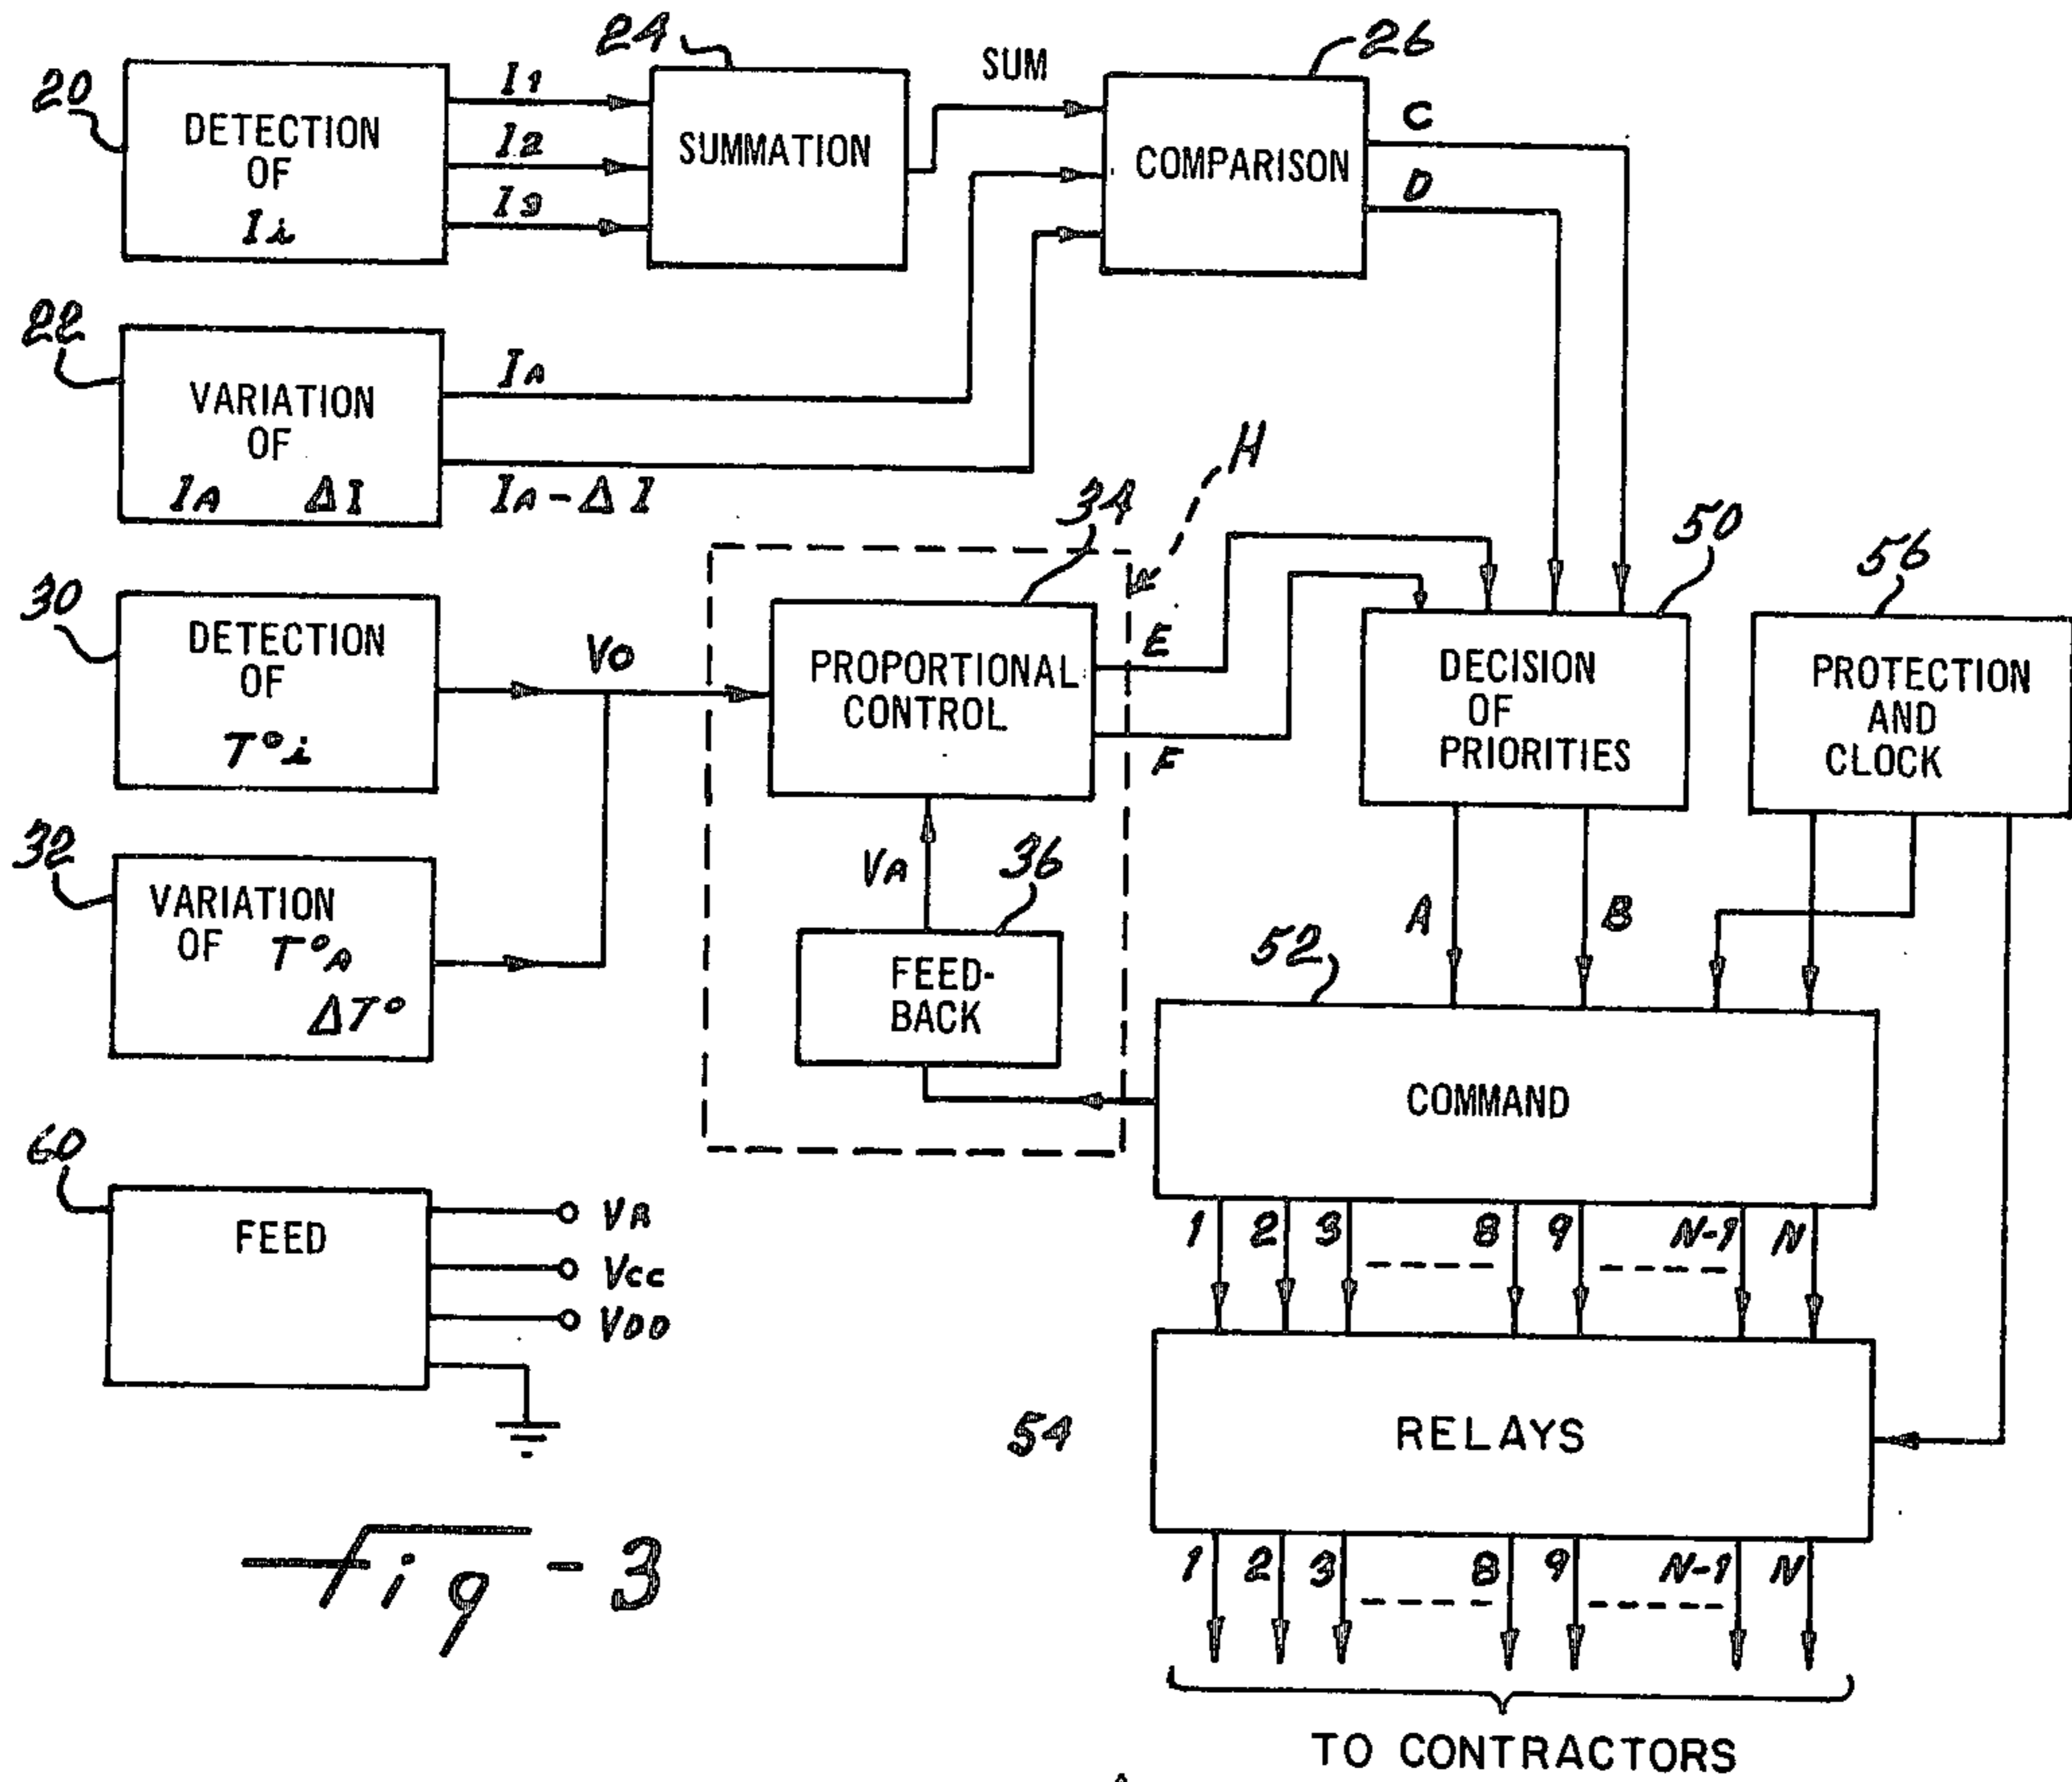 24
SUM
26
20
DETECTION
OF
Ii
I1
I2
I3
SUMMATION
COMPARISON
C
D
22
VARIATION
OF
IA ΔI
IA
IA-ΔI
H
34
50
56
30
DETECTION
OF
T°i
VO
PROPORTIONAL
CONTROL
E
F
DECISION
OF
PRIORITIES
PROTECTION
AND
CLOCK
32
VARIATION
OF T°A
ΔT°
VA
36
FEED-
BACK
A
B
52
COMMAND
60
FEED
VA
VCC
VDD
1 2 3 8 9 N-1 N
54
RELAYS
1 2 3 8 9 N-1 N
TO CONTRACTORS
Fig-3